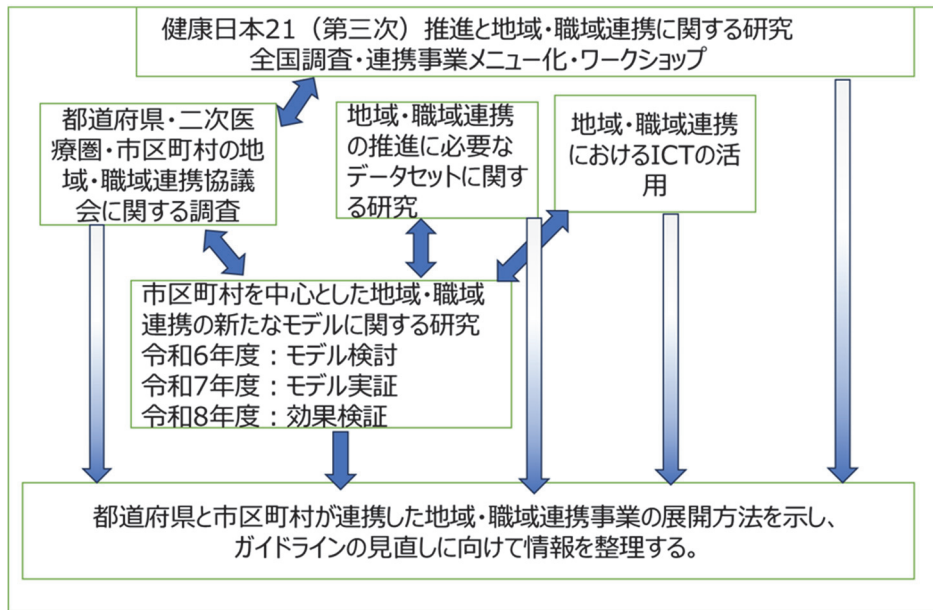 健康日本21（第三次）推進と地域・職域連携に関する研究
全国調査・連携事業メニュー化・ワークショップ
都道府県・二次医
療圏・市区町村の地
域・職域連携協議
会に関する調査
地域・職域連携
の推進に必要な
データセットに関す
る研究
地域・職域連携
におけるICTの活
用
市区町村を中心とした地域・職域
連携の新たなモデルに関する研究
令和6年度：モデル検討
令和7年度：モデル実証
令和8年度：効果検証
都道府県と市区町村が連携した地域・職域連携事業の展開方法を示し、
ガイドラインの見直しに向けて情報を整理する。